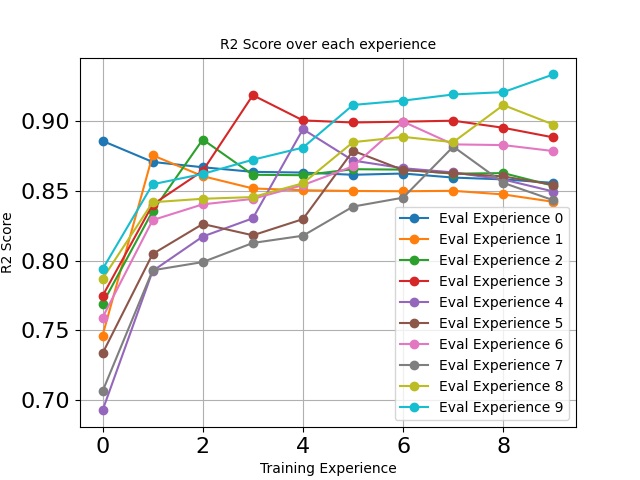 R2 Score over each experience
R2 Score
0.90
0.85
0.80
0.75
0.70
0
2
4
6
8
Training Experience
Eval Experience 0
Eval Experience 1
Eval Experience 2
Eval Experience 3
Eval Experience 4
Eval Experience 5
Eval Experience 6
Eval Experience 7
Eval Experience 8
Eval Experience 9